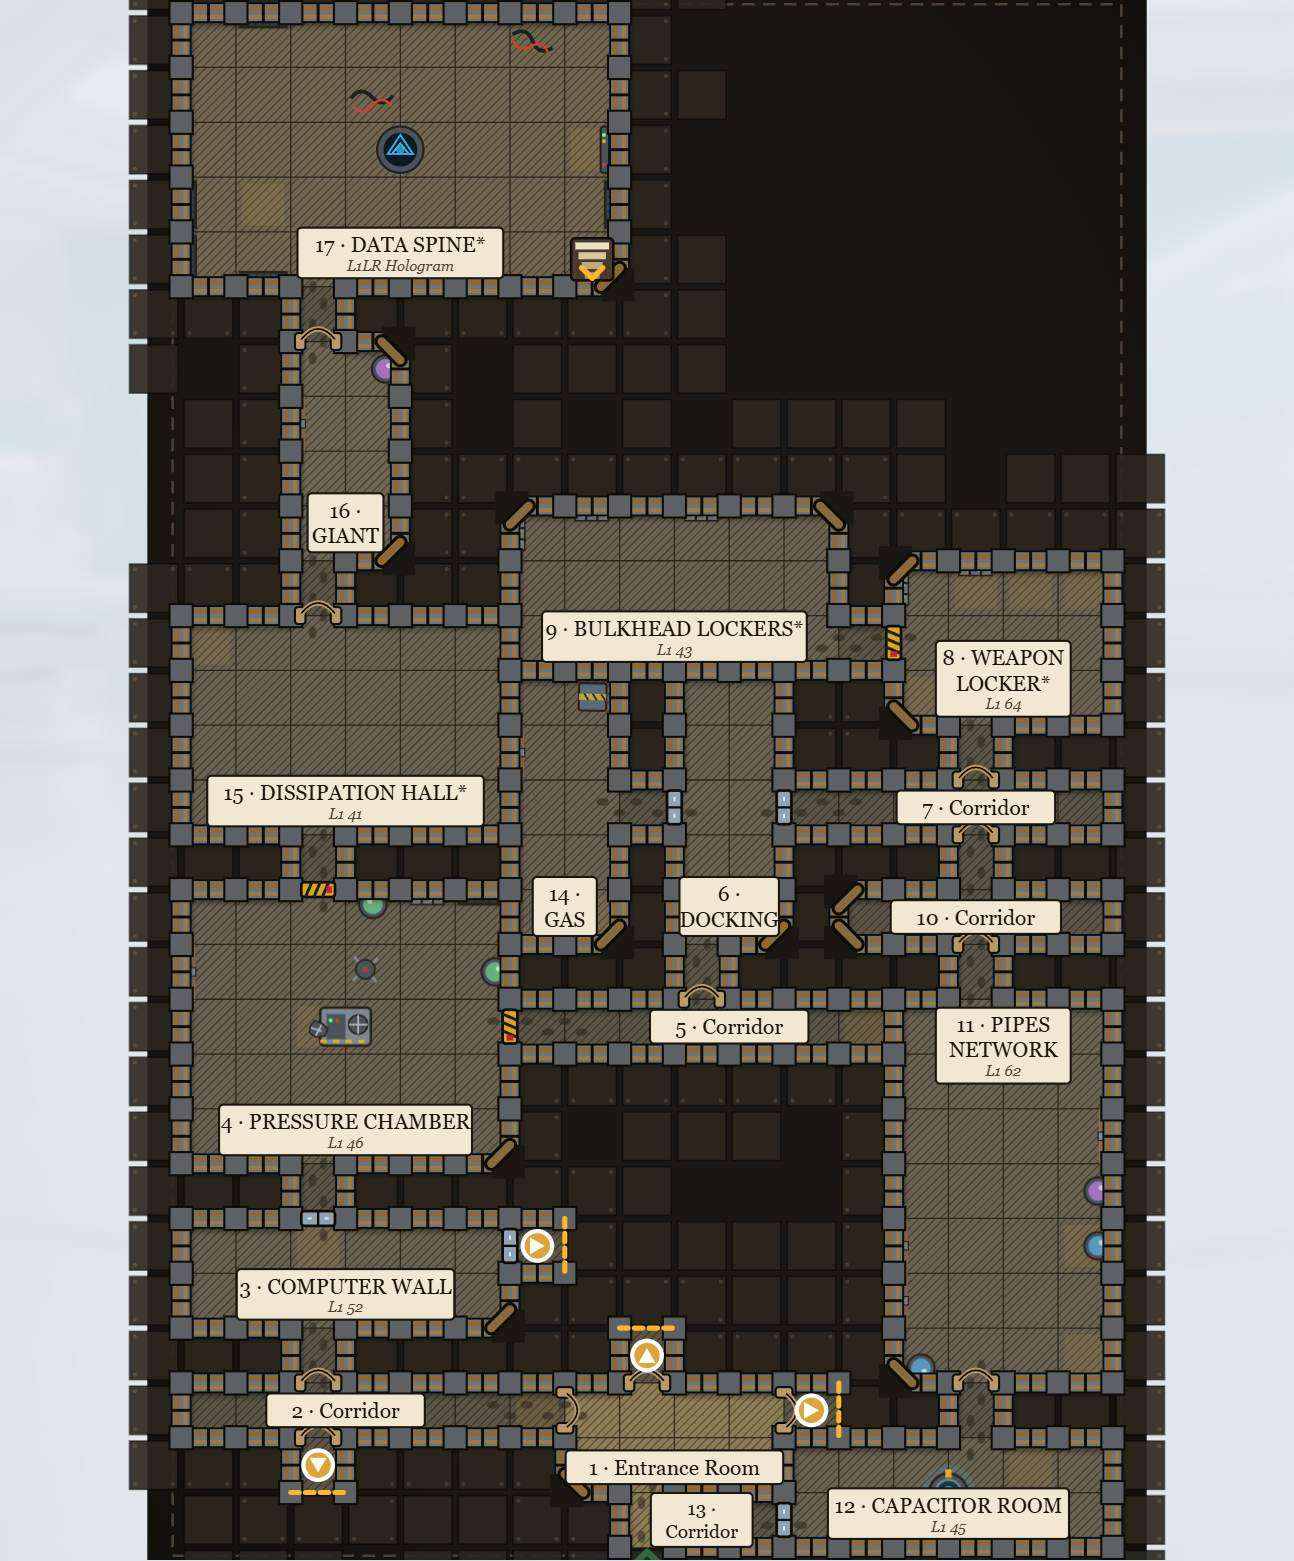 17 · DATA SPINE*
L1LR Hologram
16 ·
GIANT
9 · BULKHEAD LOCKERS*
L1 43
8 · WEAPON
LOCKER*
L1 64
15 · DISSIPATION HALL*
L1 41
7 · Corridor
14 ·
GAS
6 ·
DOCKING
10 · Corridor
5 · Corridor
11 · PIPES
NETWORK
L1 62
4 · PRESSURE CHAMBER
L1 46
3 · COMPUTER WALL
L1 52
2 · Corridor
1 · Entrance Room
13 ·
Corridor
12 · CAPACITOR ROOM
L1 45